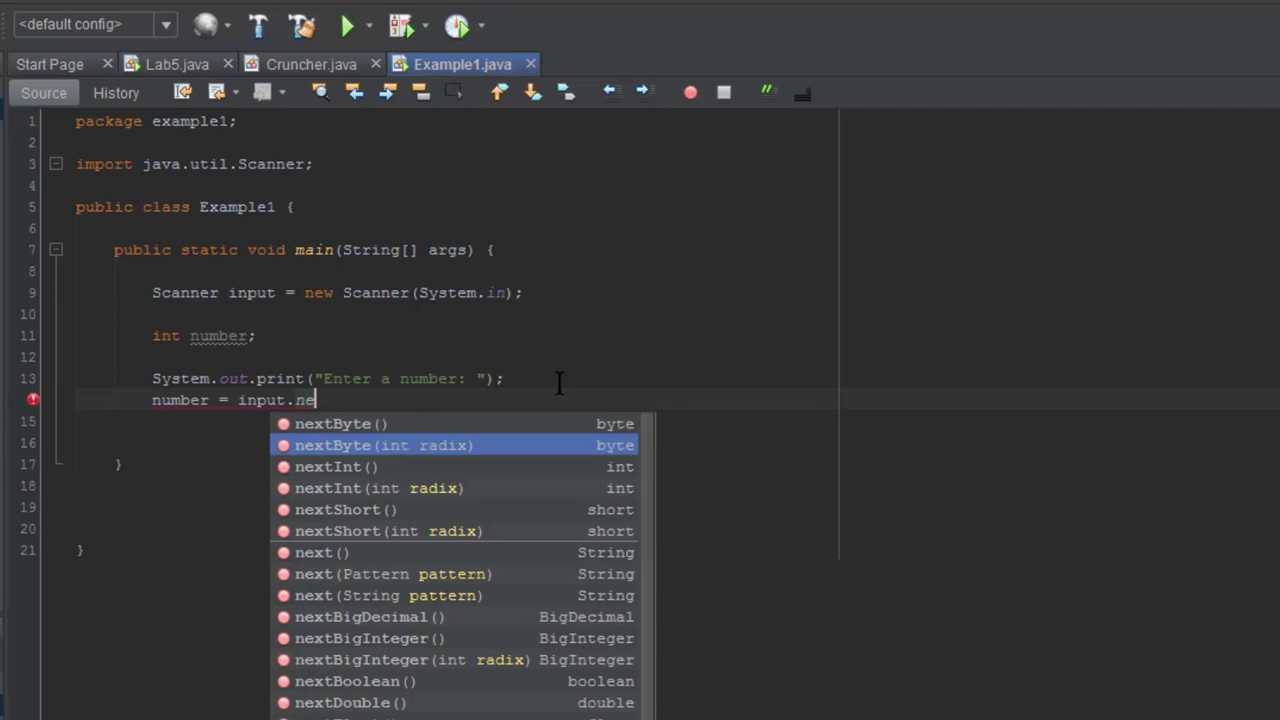 <default config>
Start Page Lab5.java Cruncher.java Example1.java
Source History
1 package example1;
2
3 import java.util.Scanner;
4
5 public class Example1 {
6
7 public static void main(String[] args) {
8
9 Scanner input = new Scanner(System.in);
10
11 int number;
12
13 System.out.print("Enter a number: ");
number = input.ne
15
16
17 }
18
19
20
21 }
nextByte() byte
nextByte(int radix) byte
nextInt() int
nextInt(int radix) int
nextShort() short
nextShort(int radix) short
next() String
next(Pattern pattern) String
next(String pattern) String
nextBigDecimal() BigDecimal
nextBigInteger() BigInteger
nextBigInteger(int radix) BigInteger
nextBoolean() boolean
nextDouble() double